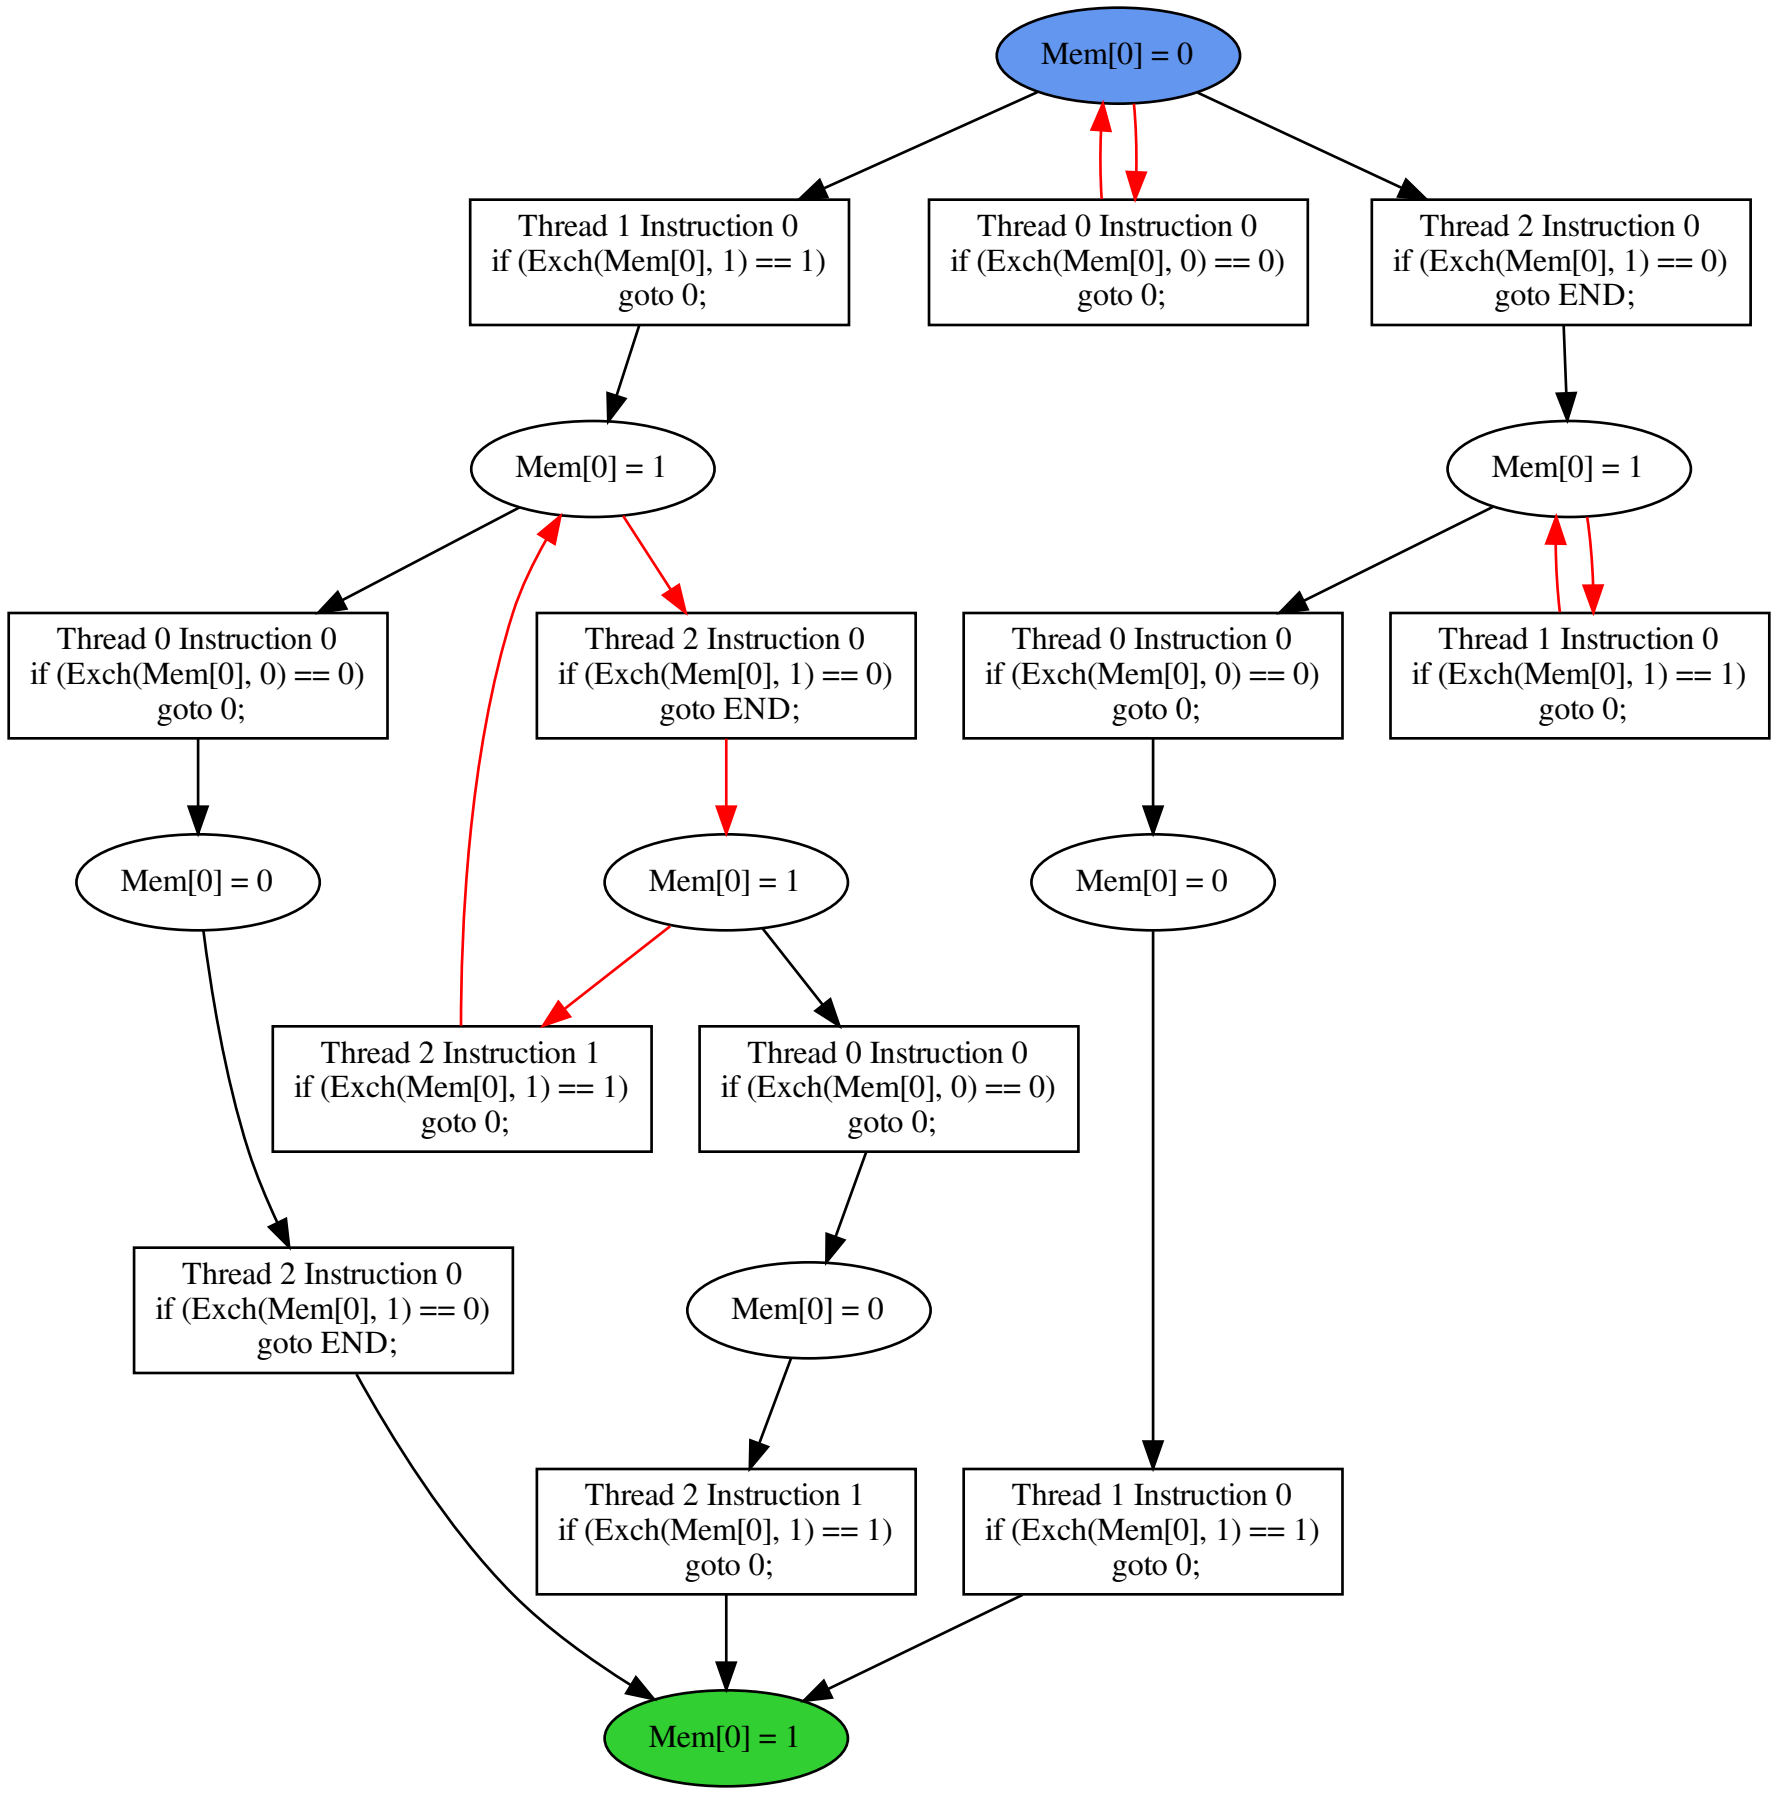 Mem[0] = 0
Thread 1 Instruction 0
if (Exch(Mem[0], 1) == 1)
goto 0;
Thread 0 Instruction 0
if (Exch(Mem[0], 0) == 0)
goto 0;
Thread 2 Instruction 0
if (Exch(Mem[0], 1) == 0)
goto END;
Mem[0] = 1
Mem[0] = 1
Thread 0 Instruction 0
if (Exch(Mem[0], 0) == 0)
goto 0;
Thread 2 Instruction 0
if (Exch(Mem[0], 1) == 0)
goto END;
Thread 0 Instruction 0
if (Exch(Mem[0], 0) == 0)
goto 0;
Thread 1 Instruction 0
if (Exch(Mem[0], 1) == 1)
goto 0;
Mem[0] = 0
Mem[0] = 1
Mem[0] = 0
Thread 2 Instruction 1
if (Exch(Mem[0], 1) == 1)
goto 0;
Thread 0 Instruction 0
if (Exch(Mem[0], 0) == 0)
goto 0;
Thread 2 Instruction 0
if (Exch(Mem[0], 1) == 0)
goto END;
Mem[0] = 0
Thread 2 Instruction 1
if (Exch(Mem[0], 1) == 1)
goto 0;
Thread 1 Instruction 0
if (Exch(Mem[0], 1) == 1)
goto 0;
Mem[0] = 1